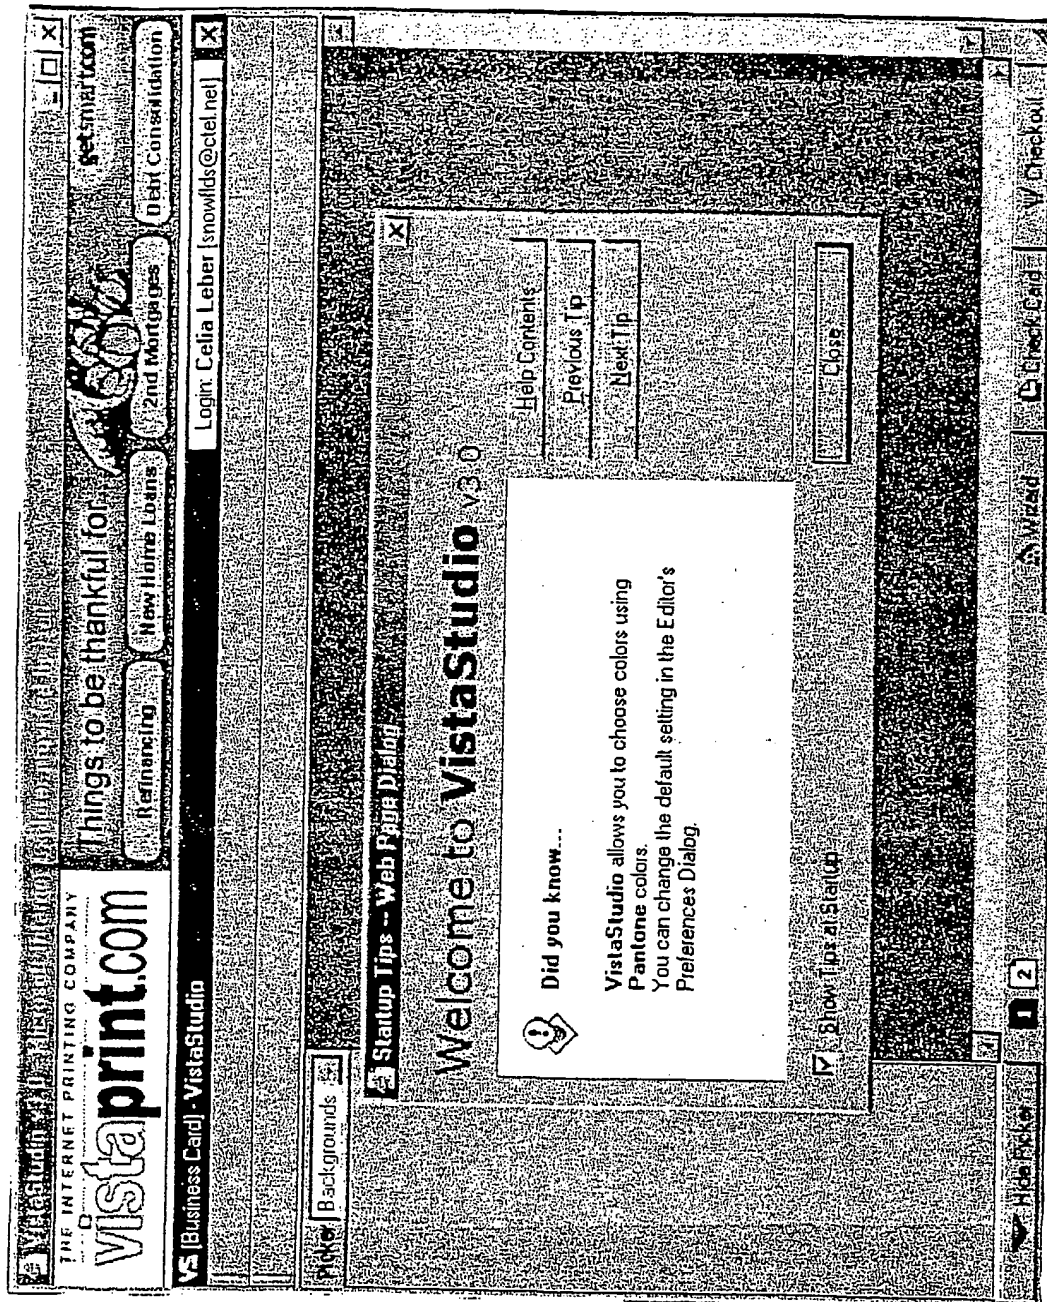 THE INTERNET PRINTING COMPANY
vistaprint.com
Things to be thankful for.
getsmart.com
Refinancing
New Home Loans
2nd Mortgages
Debt Consolidation
VS [Business Card] - VistaStudio
Login: Celia Leber [snowlds@ctel.net]
Picker Backgrounds
Startup Tips -- Web Page Dialog
Welcome to VistaStudio v3.0
Did you know...
VistaStudio allows you to choose colors using
Pantone colors.
You can change the default setting in the Editor's
Preferences Dialog.
Help Contents
Previous Tip
Next Tip
Show Tips at Startup
Close
Hide Picker
1 2
Wizard
Check Card
Checkout